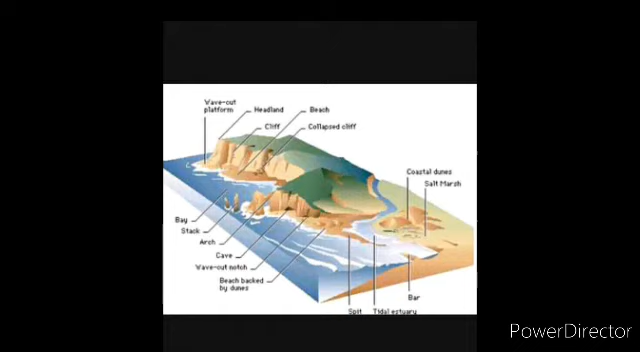 Wave-cut
platform
Headland
Beach
Cliff
Collapsed cliff
Coastal dunes
Salt Marsh
Bay
Stack
Arch
Cave
Wave-cut notch
Beach backed
by dunes
Bar
Spit
Tidal estuary
PowerDirector